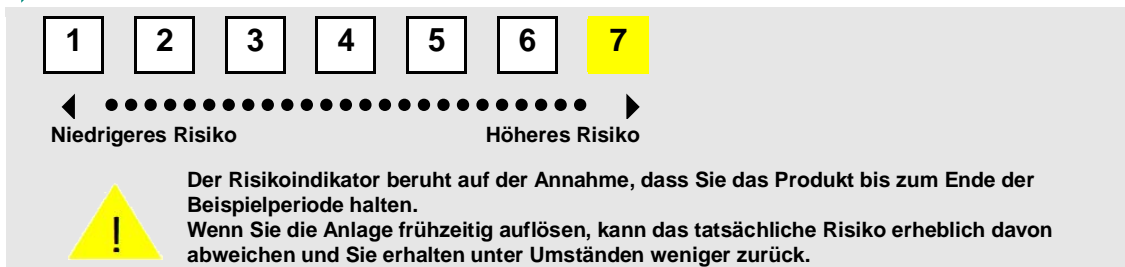 1 2 3 4 5 6 7
Niedrigeres Risiko Höheres Risiko
! Der Risikoindikator beruht auf der Annahme, dass Sie das Produkt bis zum Ende der
Beispielperiode halten.
Wenn Sie die Anlage frühzeitig auflösen, kann das tatsächliche Risiko erheblich davon
abweichen und Sie erhalten unter Umständen weniger zurück.